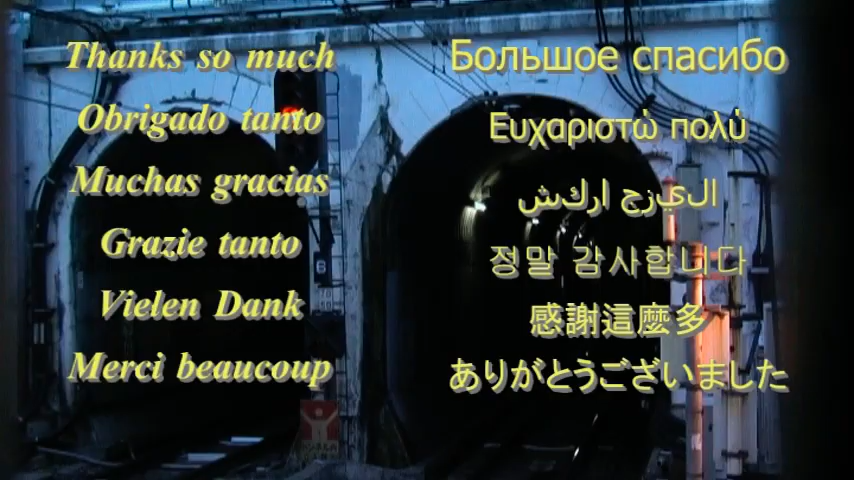 Thanks so much
Obrigado tanto
Muchas gracias
Grazie tanto
Vielen Dank
Merci beaucoup
Большое спасибо
Ευχαριστώ πολύ
اليزج اركش
정말 감사합니다
感謝這麼多
ありがとうございました